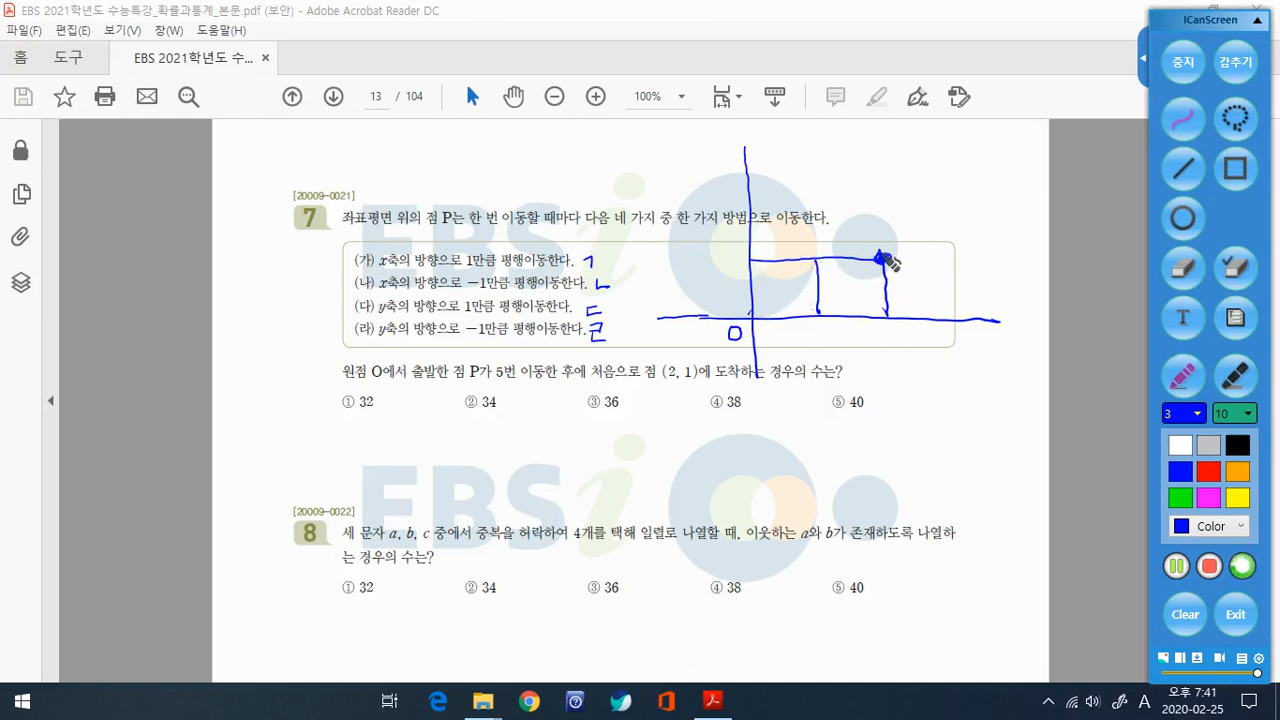 EBS 2021학년도 수능특강_확률과통계_본문.pdf (보안) - Adobe Acrobat Reader DC
파일(F) 편집(E) 보기(V) 창(W) 도움말(H)
홈 도구 EBS 2021학년도 수... ×
13 / 104 100%
[20009-0021]
7 좌표평면 위의 점 P는 한 번 이동할 때마다 다음 네 가지 중 한 가지 방법으로 이동한다.
(가) x축의 방향으로 1만큼 평행이동한다. ㄱ
(나) x축의 방향으로 −1만큼 평행이동한다. ㄴ
(다) y축의 방향으로 1만큼 평행이동한다. ㄷ
(라) y축의 방향으로 −1만큼 평행이동한다. ㄹ
O
원점 O에서 출발한 점 P가 5번 이동한 후에 처음으로 점 (2, 1)에 도착하는 경우의 수는?
① 32 ② 34 ③ 36 ④ 38 ⑤ 40
EBSi
[20009-0022]
8 세 문자 a, b, c 중에서 중복을 허락하여 4개를 택해 일렬로 나열할 때, 이웃하는 a와 b가 존재하도록 나열하
는 경우의 수는?
① 32 ② 34 ③ 36 ④ 38 ⑤ 40
EBSi
ICanScreen
중지 감추기
T
3 10
Color
Clear Exit
A 오후 7:41
2020-02-25